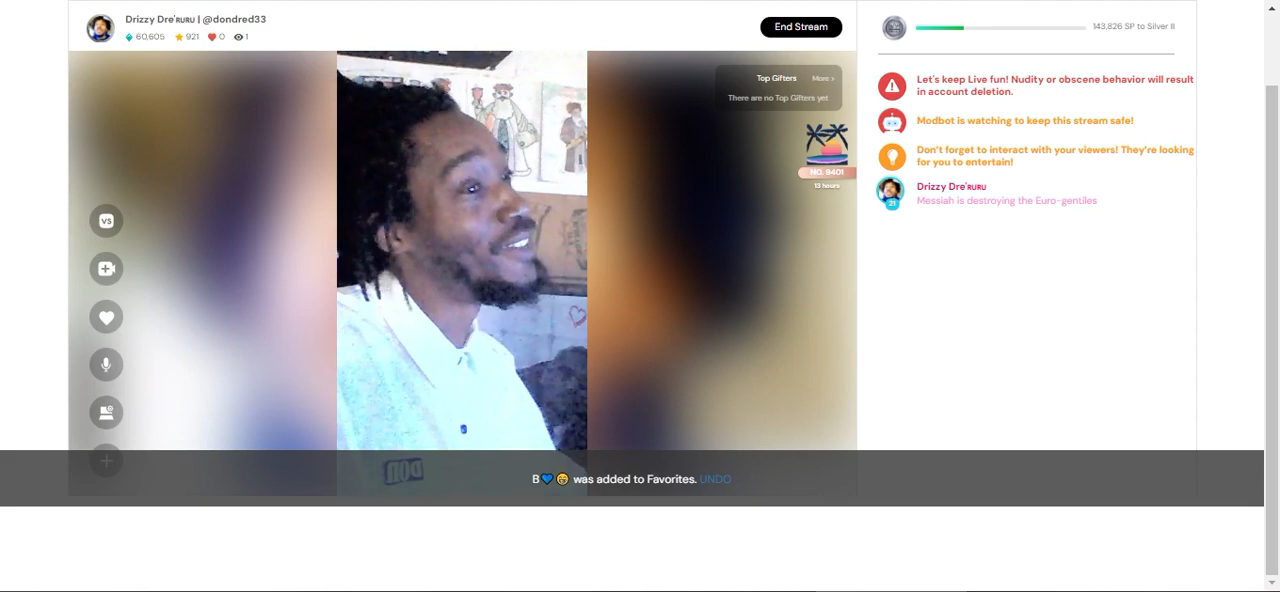 Drizzy Dre'ʀᴜʀᴜ | @dondred33
60,605 921 0 1
End Stream
VS
Top Gifters More >
There are no Top Gifters yet
NO. 9401
13 hours
B💙😁 was added to Favorites. UNDO
143,826 SP to Silver II
Let's keep Live fun! Nudity or obscene behavior will result
in account deletion.
Modbot is watching to keep this stream safe!
Don't forget to interact with your viewers! They're looking
for you to entertain!
Drizzy Dre'ʀᴜʀᴜ
21
Messiah is destroying the Euro-gentiles